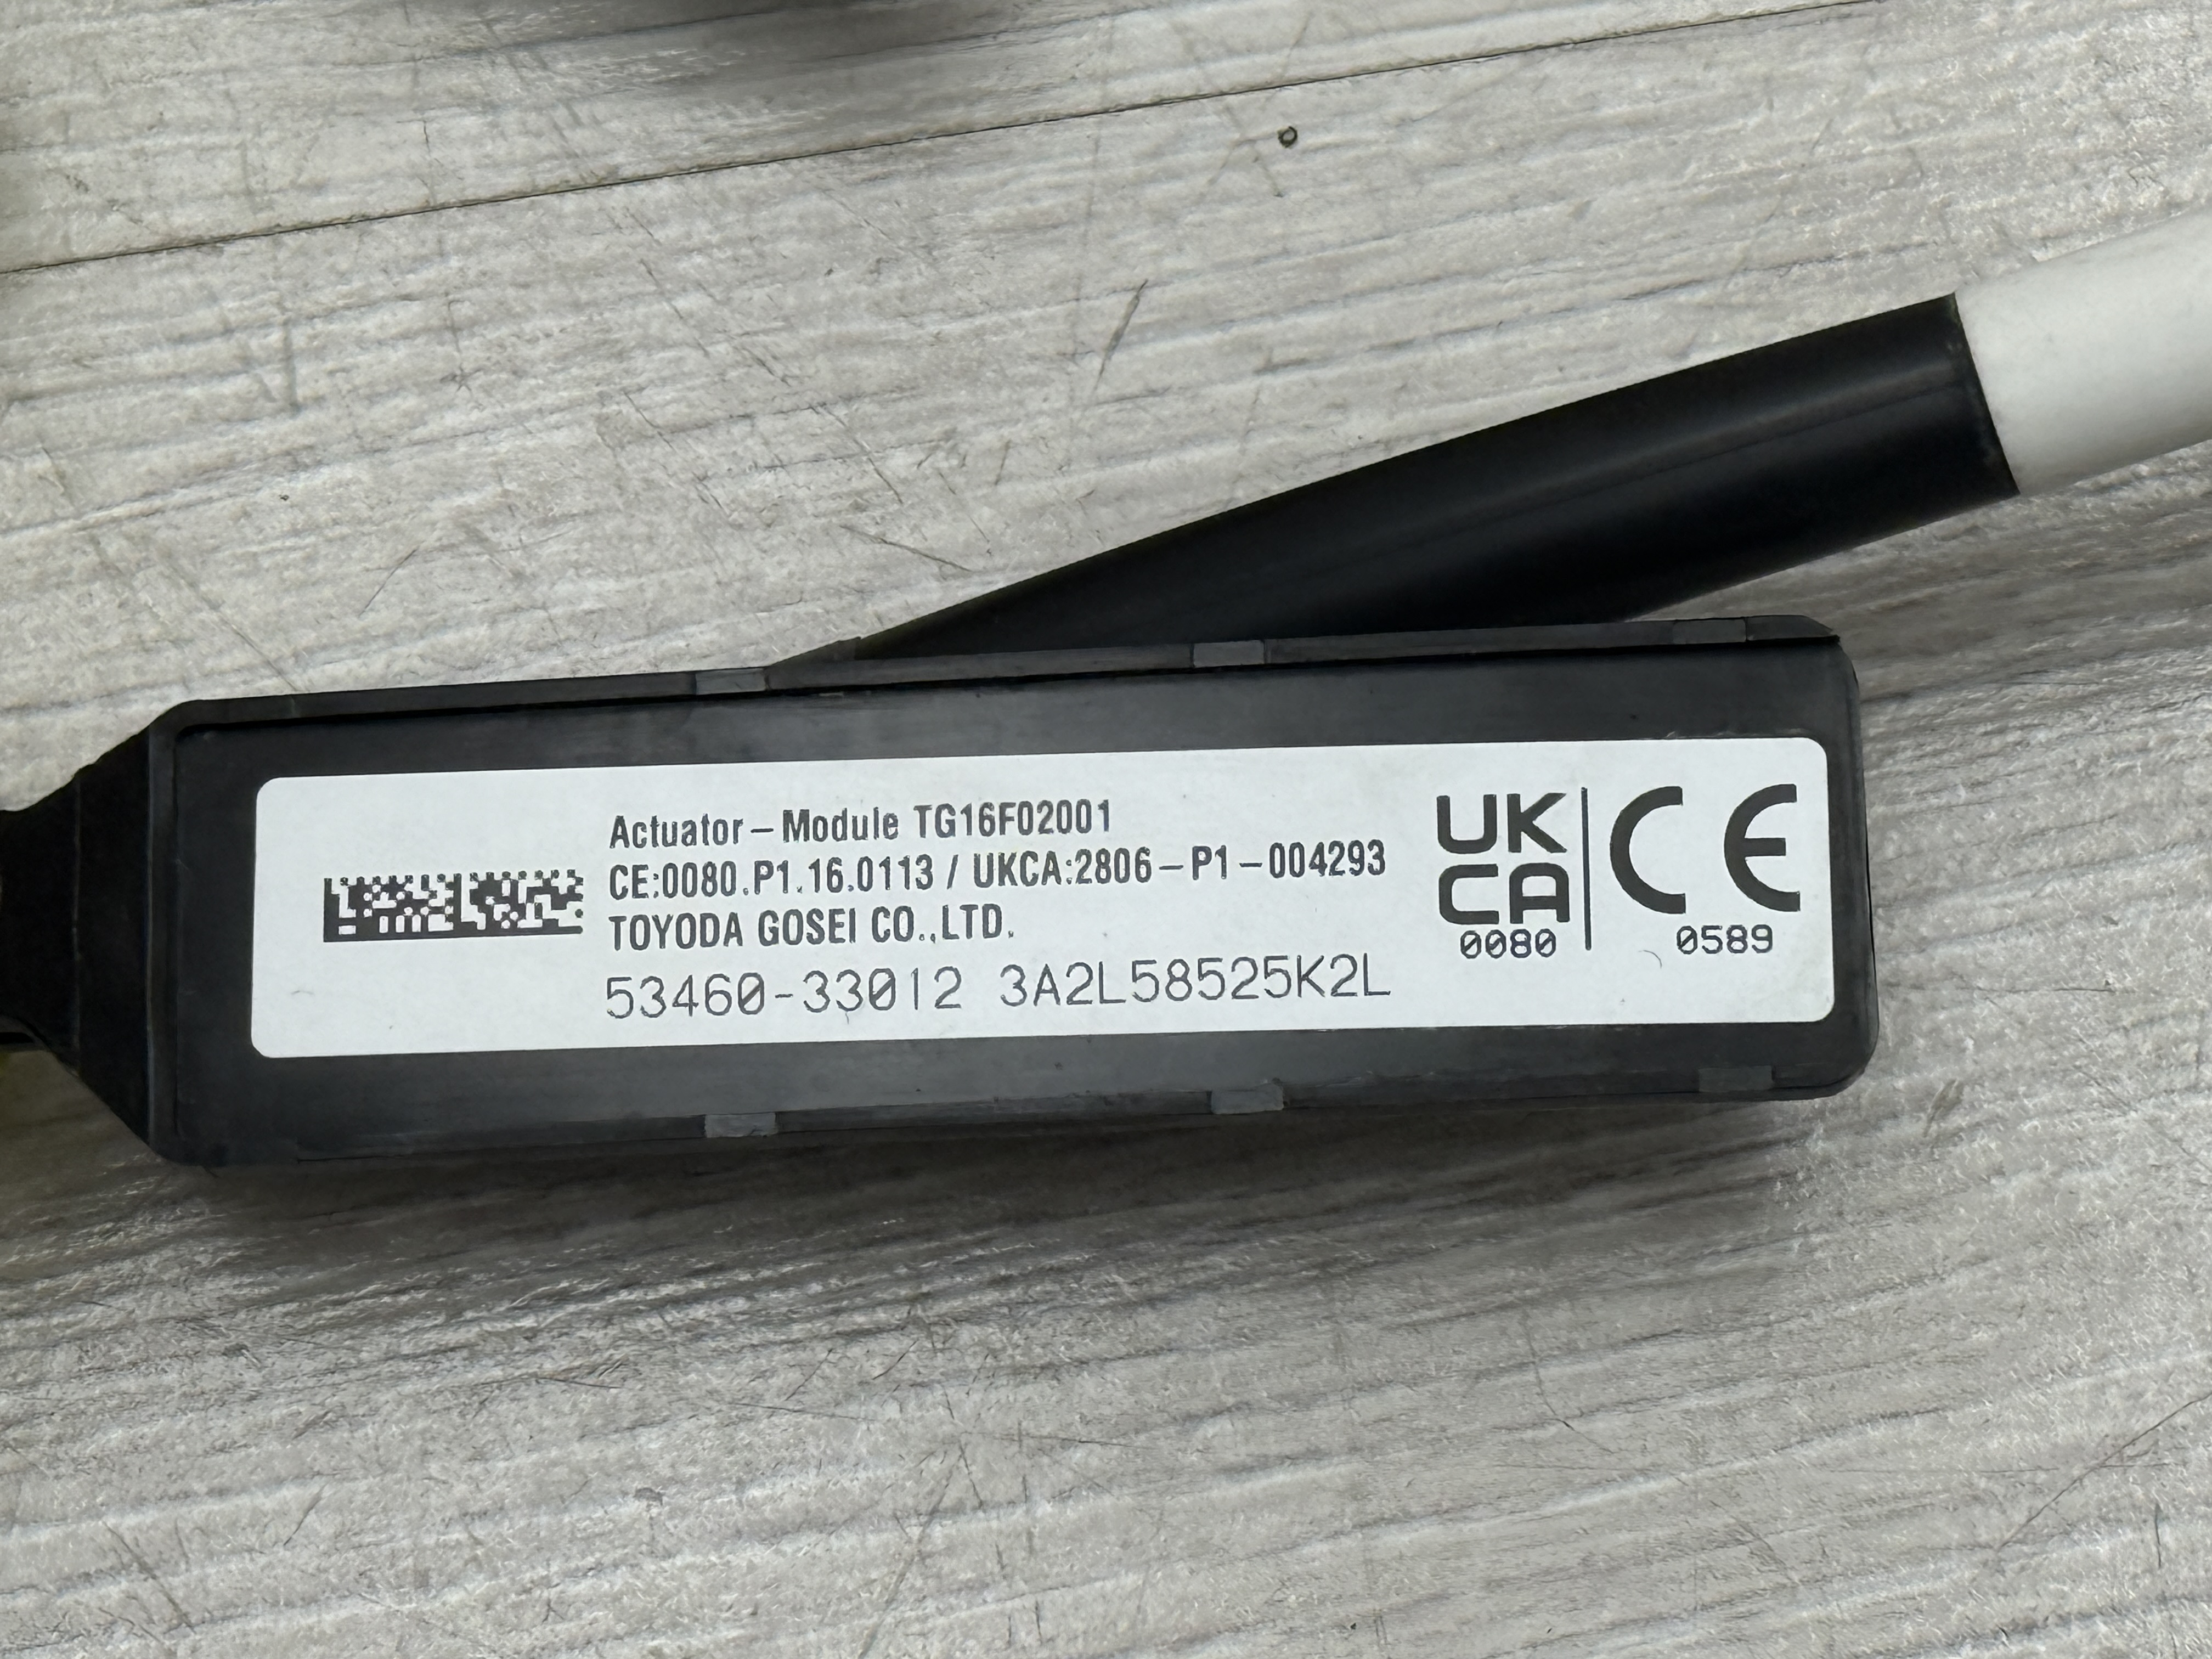 Actuator-Module TG16F02001
CE:0080.P1.16.0113 / UKCA:2806-P1-004293
TOYODA GOSEI CO.,LTD.
53460-33012 3A2L58525K2L
UK
CA
0080
CE
0589